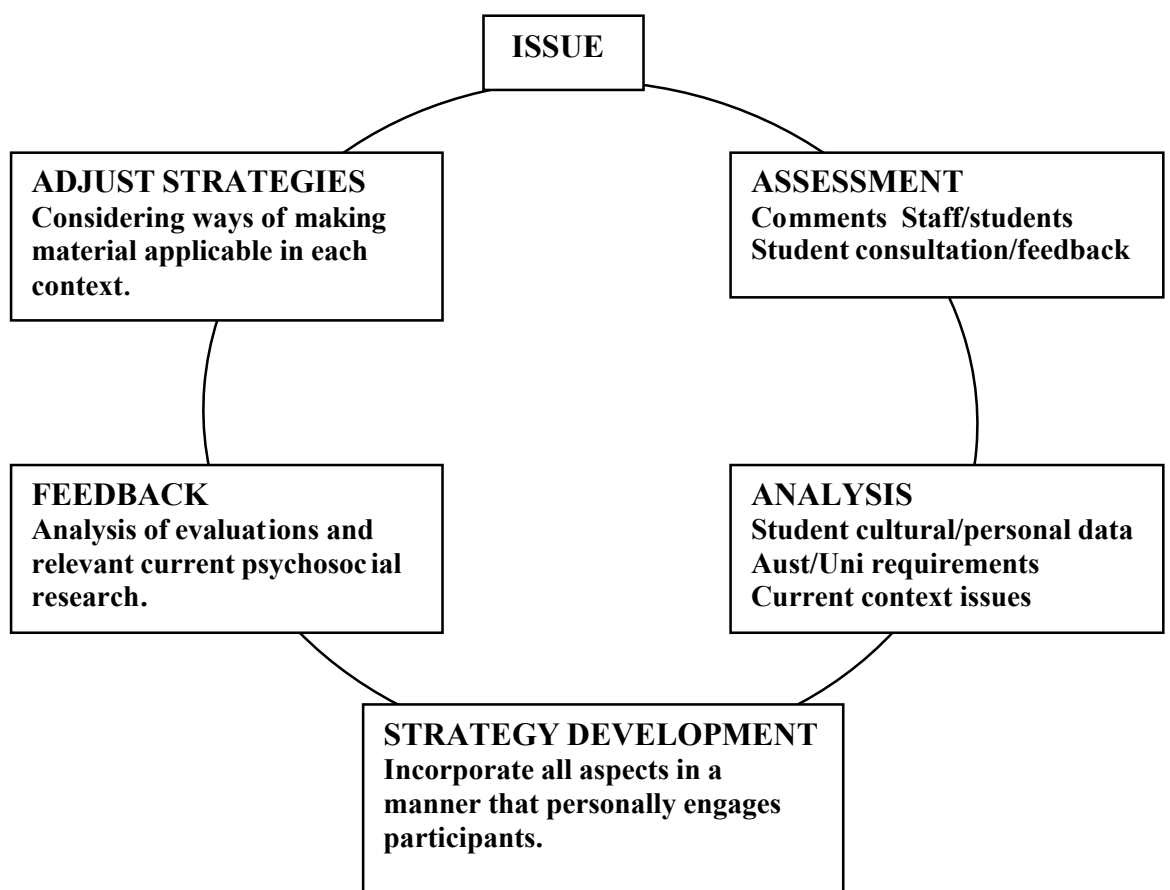 ISSUE
ADJUST STRATEGIES
Considering ways of making
material applicable in each
context.
ASSESSMENT
Comments  Staff/students
Student consultation/feedback
FEEDBACK
Analysis of evaluations and
relevant current psychosocial
research.
ANALYSIS
Student cultural/personal data
Aust/Uni requirements
Current context issues
STRATEGY DEVELOPMENT
Incorporate all aspects in a
manner that personally engages
participants.